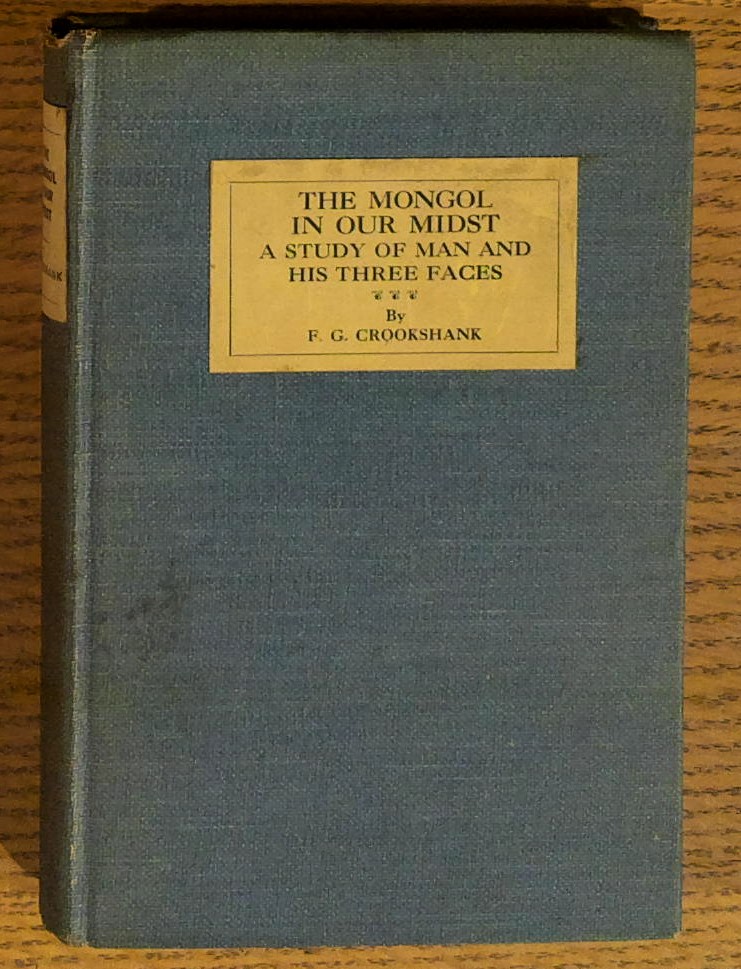 THE MONGOL
IN OUR MIDST
A STUDY OF MAN AND
HIS THREE FACES
By
F. G. CROOKSHANK